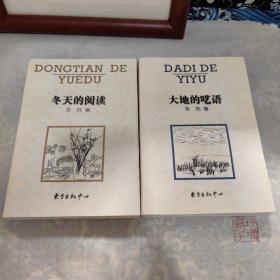 DONGTIAN DE
YUEDU
冬天的阅读
张炜 著
东方出版中心
DADI DE
YIYU
大地的呓语
张炜 著
东方出版中心